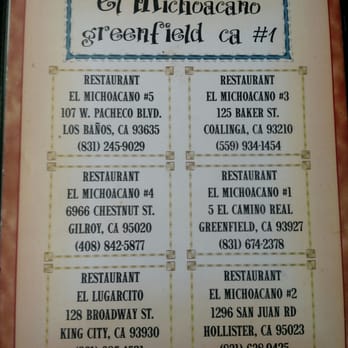 El Michoacano
greenfield ca #1
RESTAURANT
EL MICHOACANO #5
107 W. PACHECO BLVD.
LOS BAÑOS, CA 93635
(831) 245-9029
RESTAURANT
EL MICHOACANO #3
125 BAKER ST.
COALINGA, CA 93210
(559) 934-1454
RESTAURANT
EL MICHOACANO #4
6966 CHESTNUT ST.
GILROY, CA 95020
(408) 842-5877
RESTAURANT
EL MICHOACANO #1
5 EL CAMINO REAL
GREENFIELD, CA 93927
(831) 674-2378
RESTAURANT
EL LUGARCITO
128 BROADWAY ST.
KING CITY, CA 93930
RESTAURANT
EL MICHOACANO #2
1296 SAN JUAN RD
HOLLISTER, CA 95023